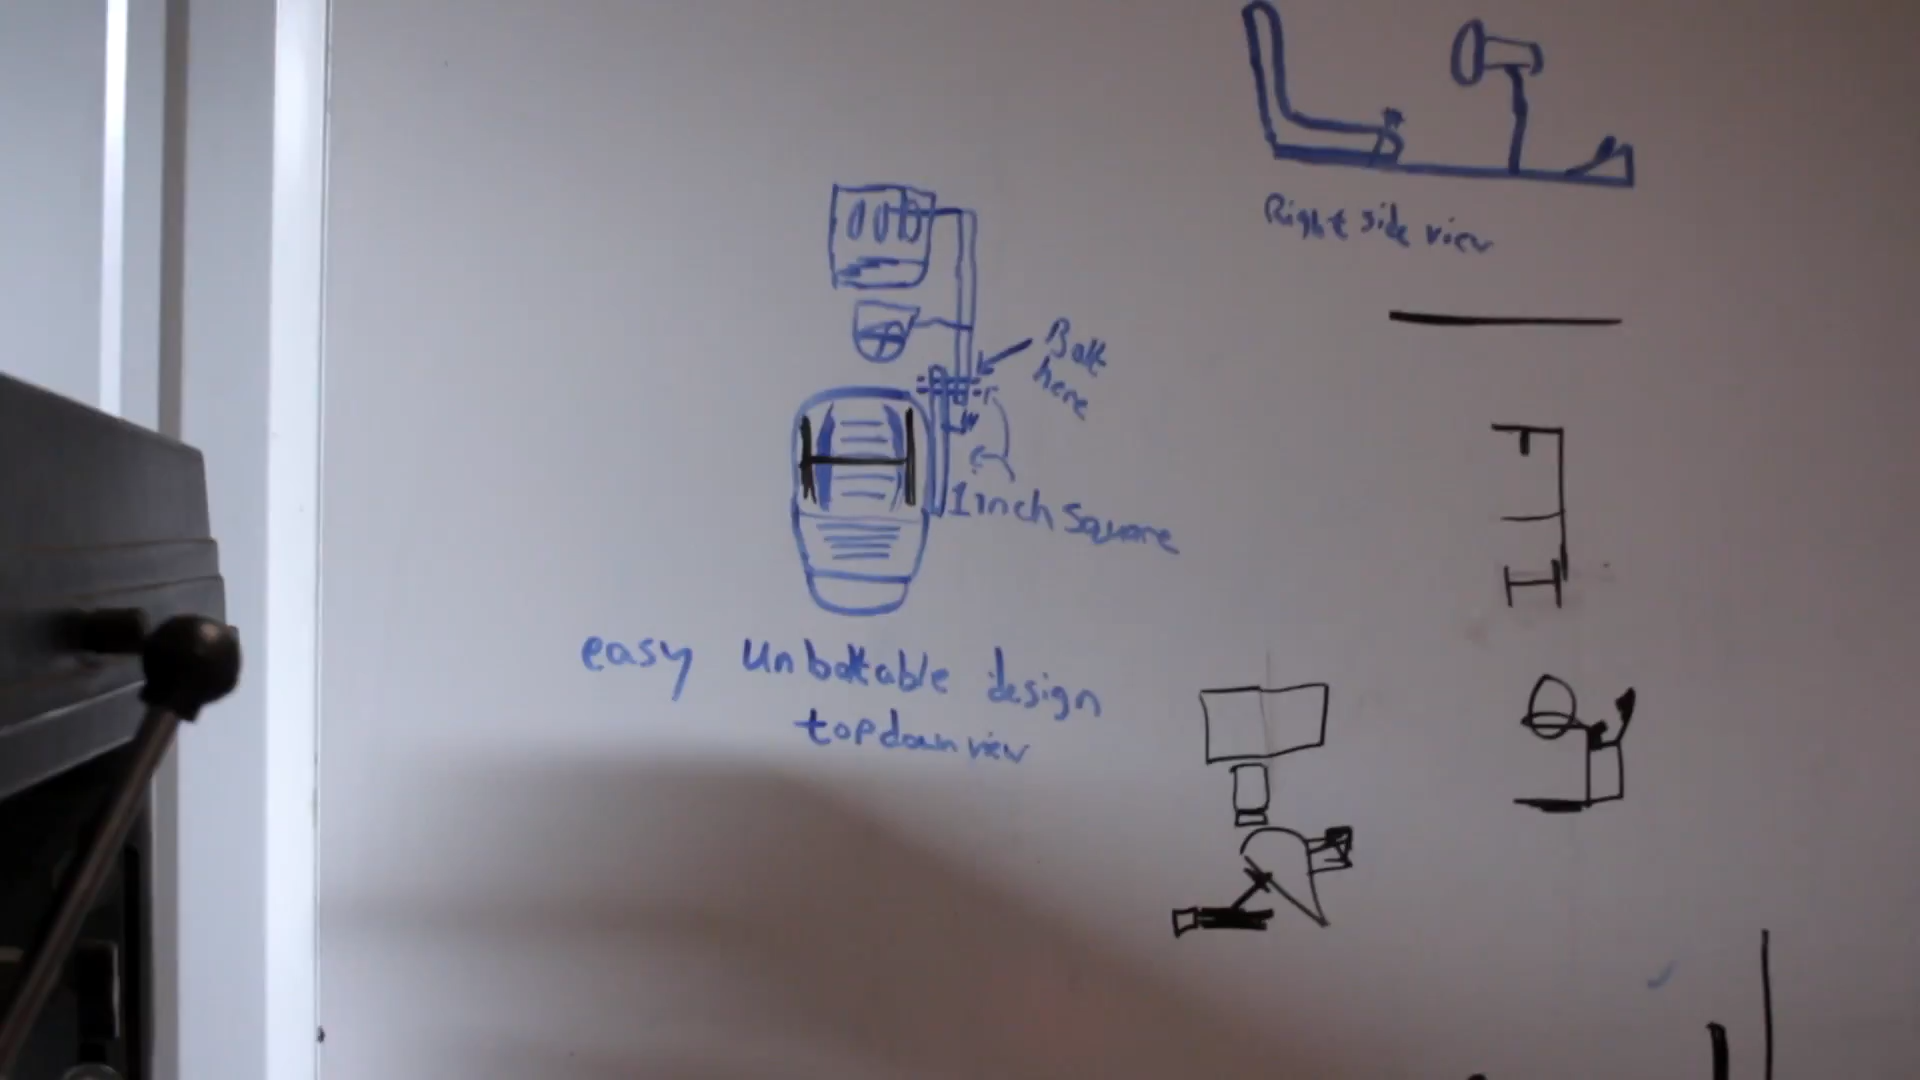 Right side view
Bolt
here
1 inch square
easy unboltable design
topdown view